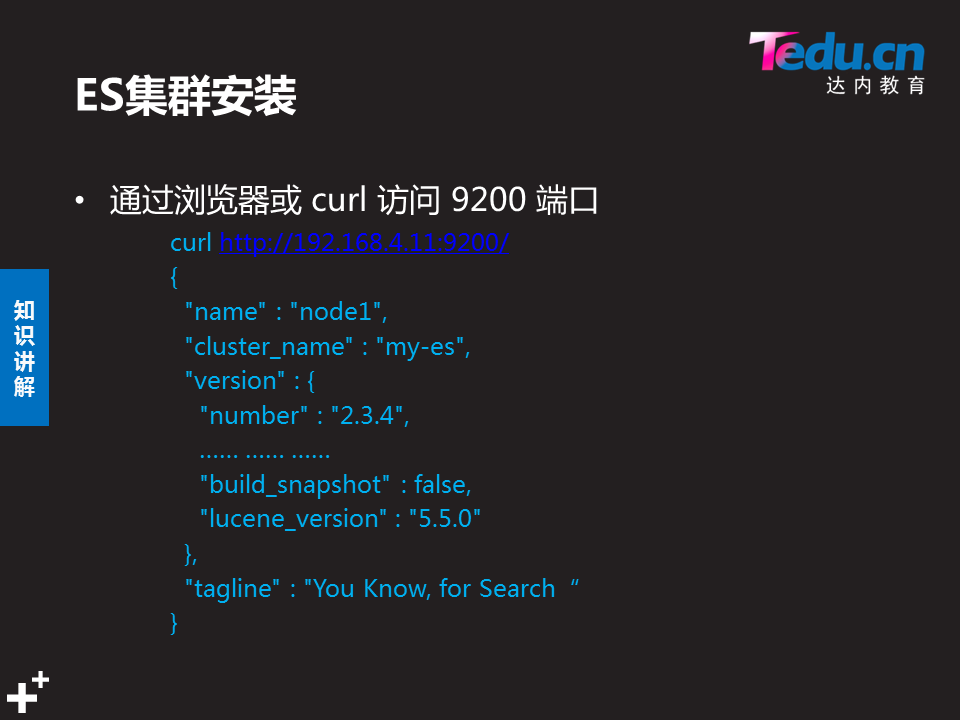 Tedu.cn
达内教育
ES集群安装
• 通过浏览器或 curl 访问 9200 端口
curl http://192.168.4.11:9200/
{
"name" : "node1",
"cluster_name" : "my-es",
"version" : {
"number" : "2.3.4",
...... ...... ......
"build_snapshot" : false,
"lucene_version" : "5.5.0"
},
"tagline" : "You Know, for Search “
}
知识讲解